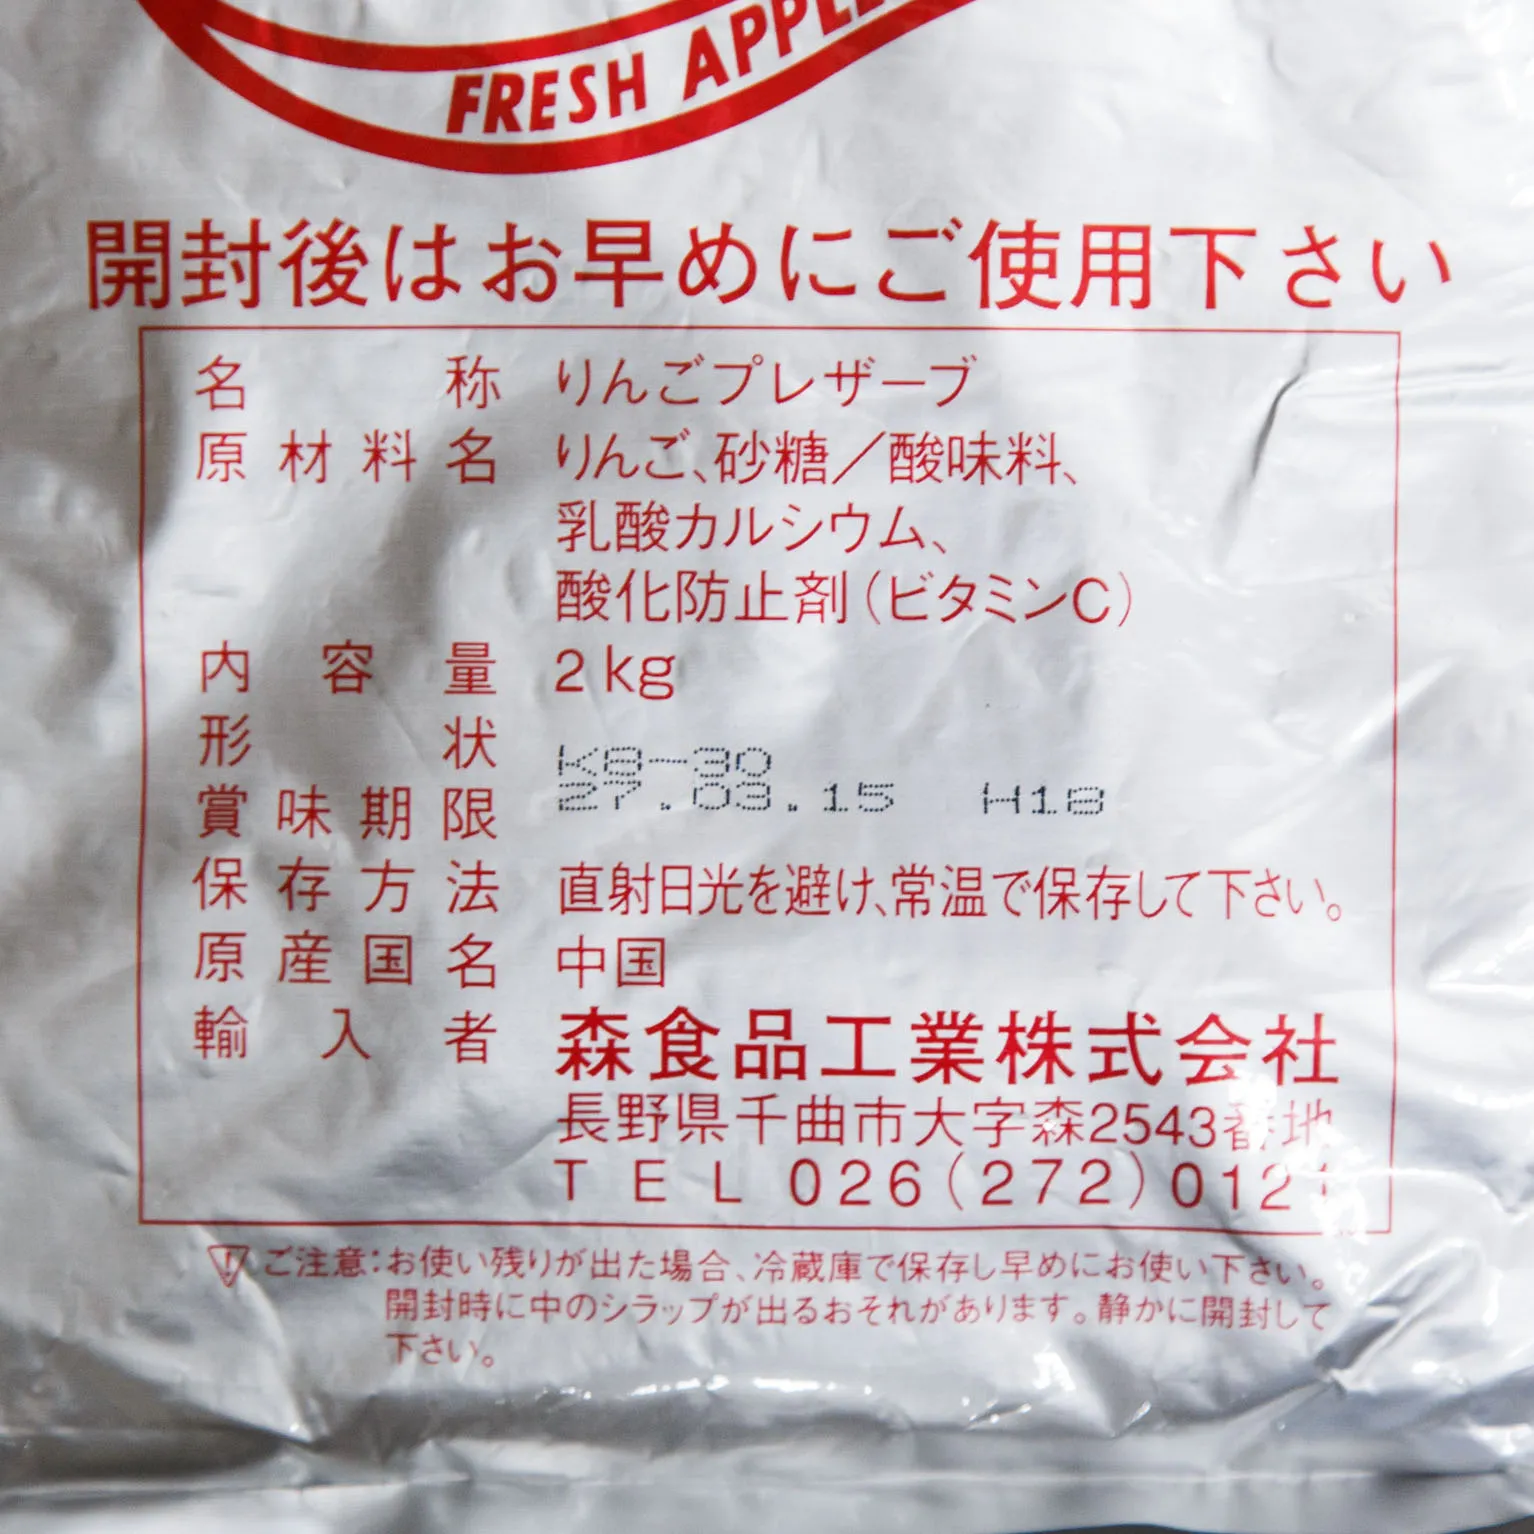 FRESH APPLE
開封後はお早めにご使用下さい
名称 りんごプレザーブ
原材料名 りんご、砂糖／酸味料、
乳酸カルシウム、
酸化防止剤（ビタミンC）
内容量 2kg
形状 K8-30
賞味期限 27.03.15 H18
保存方法 直射日光を避け、常温で保存して下さい。
原産国名 中国
輸入者 森食品工業株式会社
長野県千曲市大字森2543番地
TEL 026(272)0121
ご注意：お使い残りが出た場合、冷蔵庫で保存し早めにお使い下さい。
開封時に中のシラップが出るおそれがあります。静かに開封して
下さい。